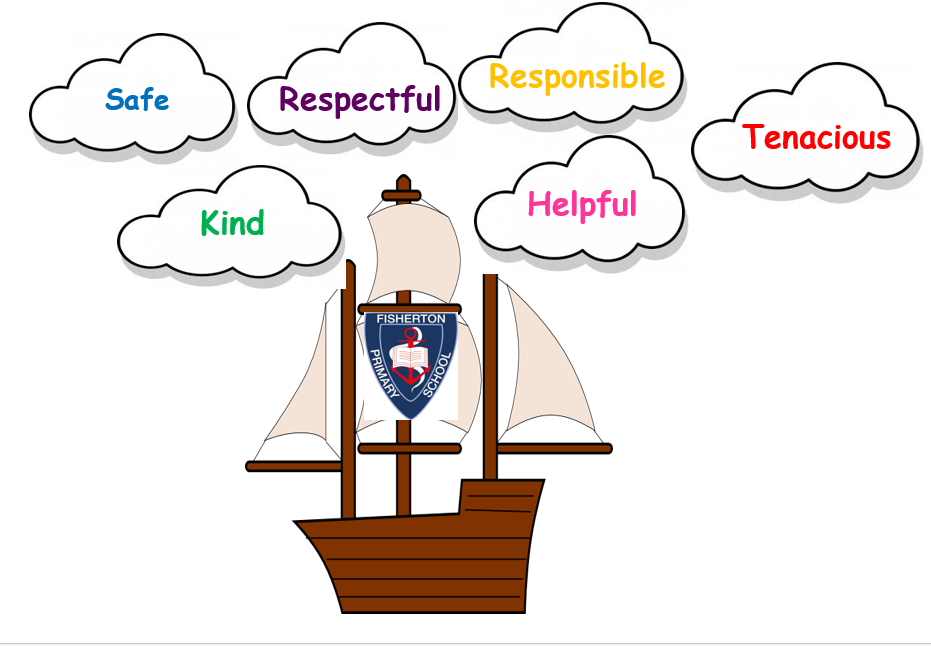 Safe
Respectful
Responsible
Tenacious
Kind
Helpful
FISHERTON
PRIMARY
SCHOOL